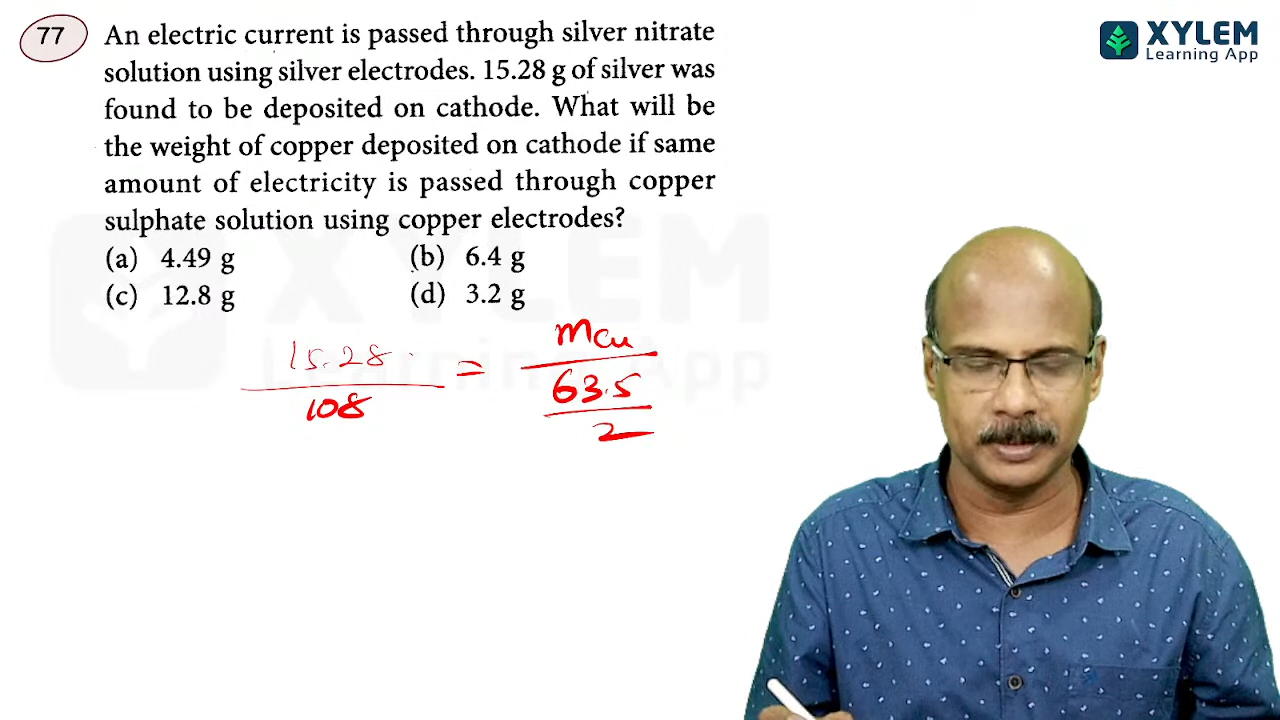 77
An electric current is passed through silver nitrate
solution using silver electrodes. 15.28 g of silver was
found to be deposited on cathode. What will be
the weight of copper deposited on cathode if same
amount of electricity is passed through copper
sulphate solution using copper electrodes?
(a) 4.49 g (b) 6.4 g
(c) 12.8 g (d) 3.2 g
15.28 = mcu
108 63.5
2
XYLEM
Learning App
XYLEM
Learning App